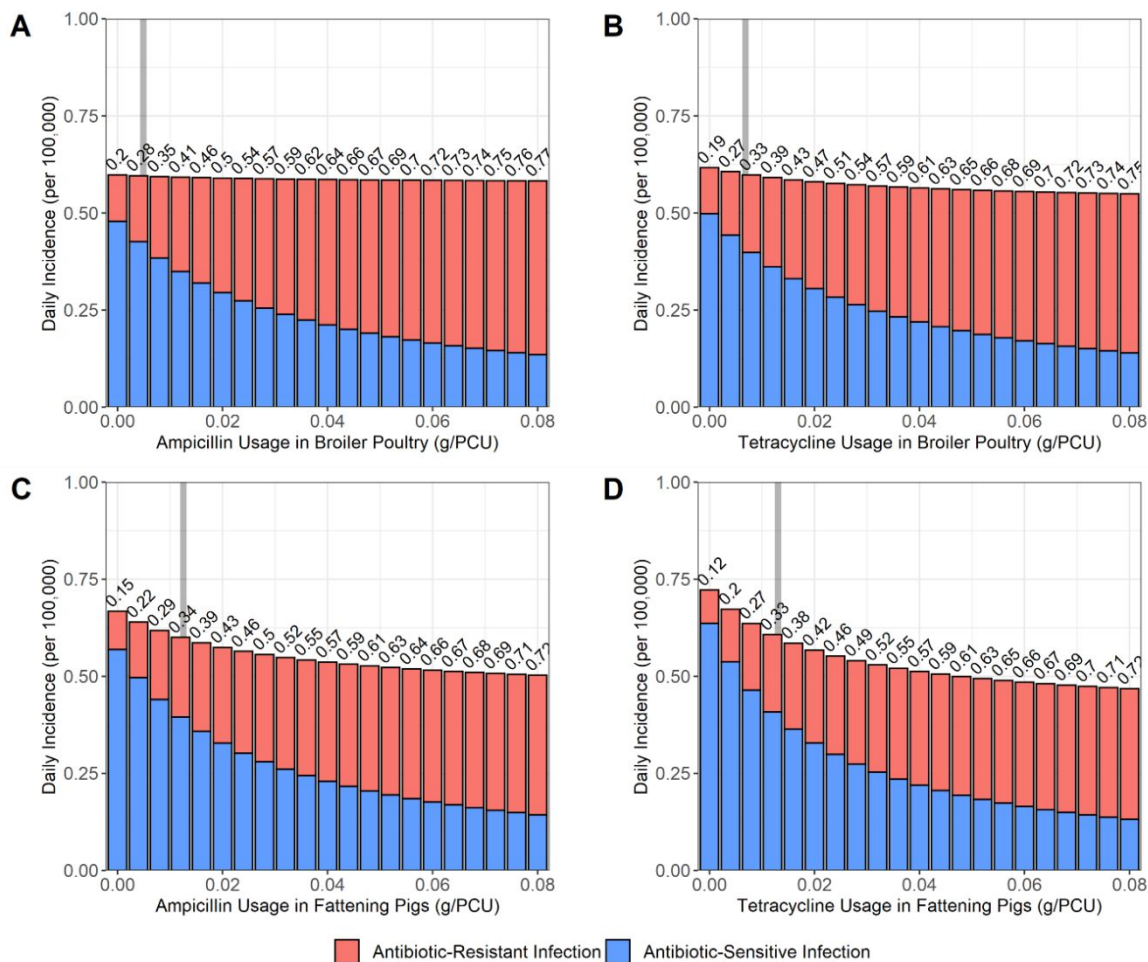 A
Daily Incidence (per 100,000)
1.00
0.75
0.50
0.25
0.00
0.2 0.28 0.35 0.41 0.46 0.5 0.54 0.57 0.59 0.62 0.64 0.66 0.67 0.69 0.7 0.72 0.73 0.74 0.75 0.76 0.77
0.00 0.02 0.04 0.06 0.08
Ampicillin Usage in Broiler Poultry (g/PCU)
B
Daily Incidence (per 100,000)
1.00
0.75
0.50
0.25
0.00
0.19 0.27 0.33 0.39 0.43 0.47 0.51 0.54 0.57 0.59 0.61 0.63 0.65 0.66 0.68 0.69 0.7 0.72 0.73 0.74 0.75
0.00 0.02 0.04 0.06 0.08
Tetracycline Usage in Broiler Poultry (g/PCU)
C
Daily Incidence (per 100,000)
1.00
0.75
0.50
0.25
0.00
0.15 0.22 0.29 0.34 0.39 0.43 0.46 0.5 0.52 0.55 0.57 0.59 0.61 0.63 0.64 0.66 0.67 0.68 0.69 0.71 0.72
0.00 0.02 0.04 0.06 0.08
Ampicillin Usage in Fattening Pigs (g/PCU)
D
Daily Incidence (per 100,000)
1.00
0.75
0.50
0.25
0.00
0.12 0.2 0.27 0.33 0.38 0.42 0.46 0.49 0.52 0.55 0.57 0.59 0.61 0.63 0.65 0.66 0.67 0.69 0.7 0.71 0.72
0.00 0.02 0.04 0.06 0.08
Tetracycline Usage in Fattening Pigs (g/PCU)
Antibiotic-Resistant Infection Antibiotic-Sensitive Infection